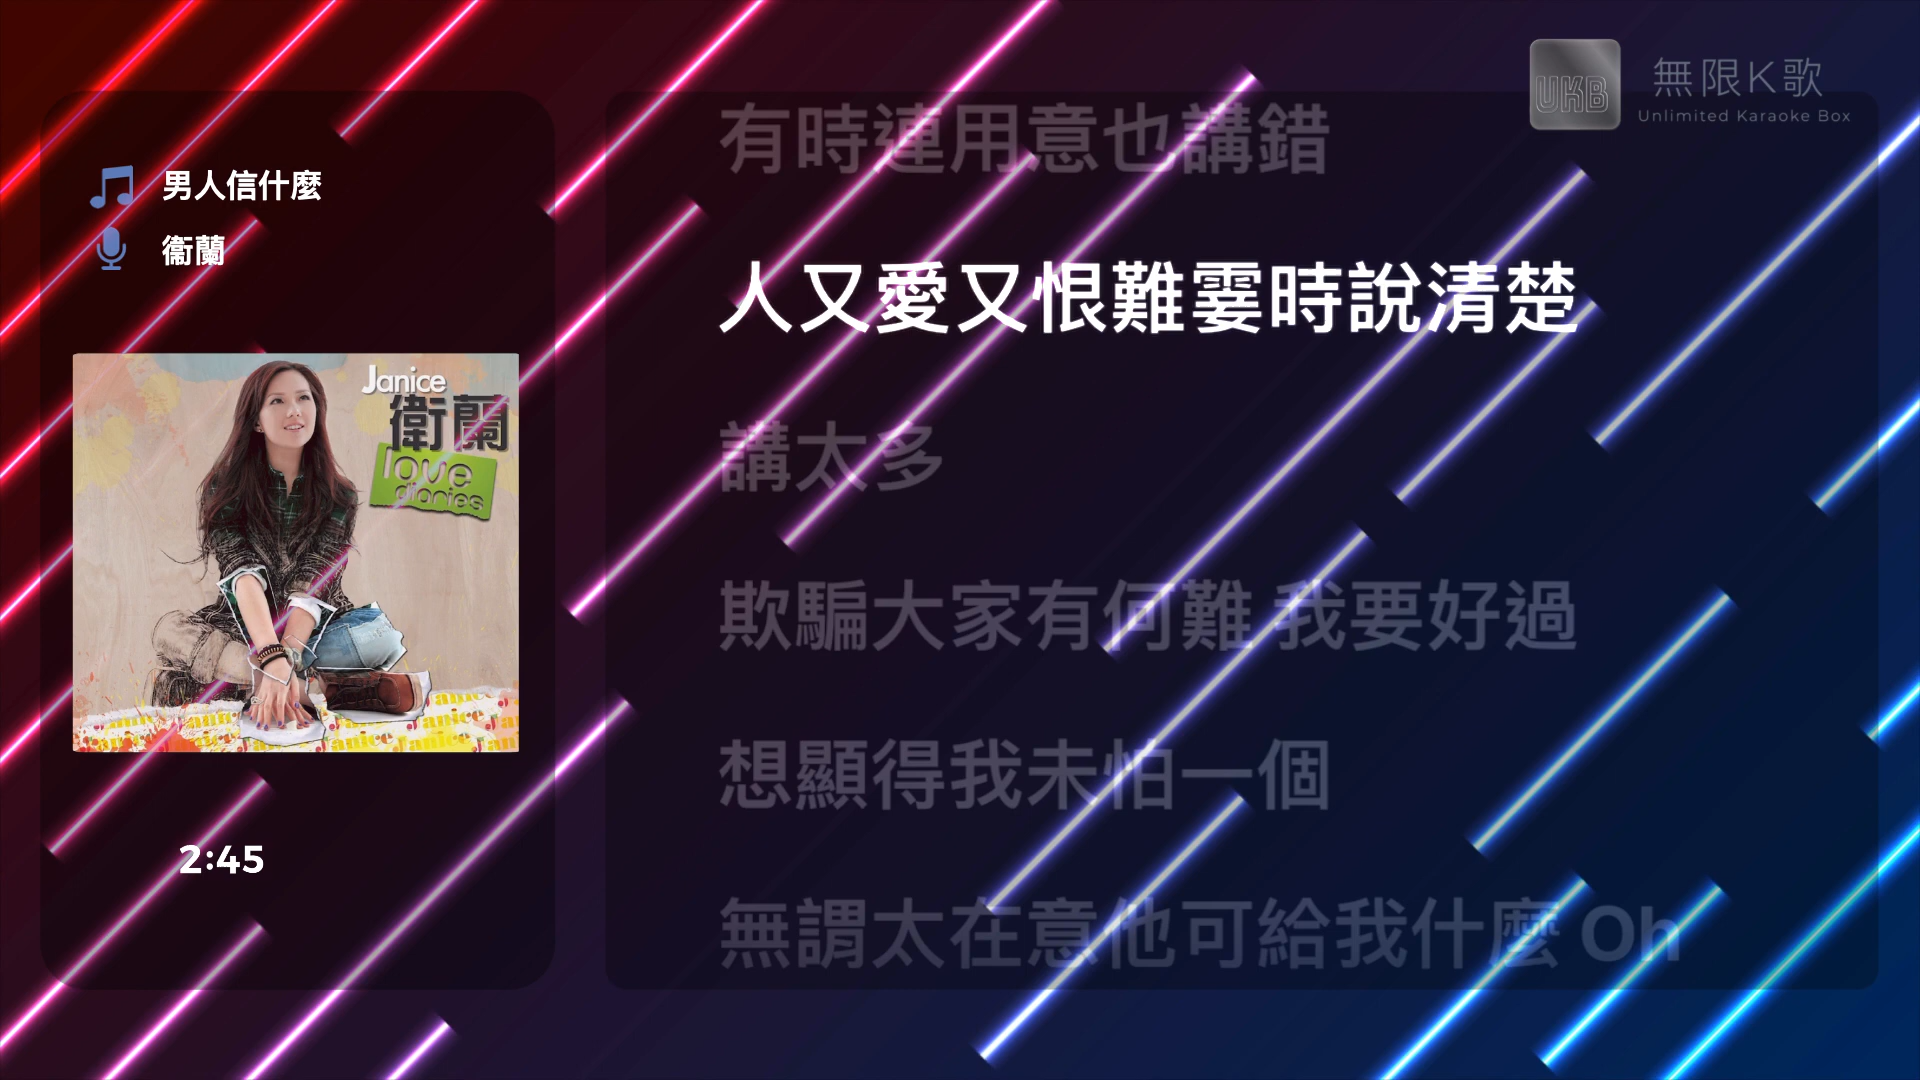 男人信什麼
衞蘭
Janice
衛蘭
love
diaries
2:45
UKB
無限K歌
Unlimited Karaoke Box
有時連用意也講錯
人又愛又恨難霎時說清楚
講太多
欺騙大家有何難 我要好過
想顯得我未怕一個
無謂太在意他可給我什麼 Oh